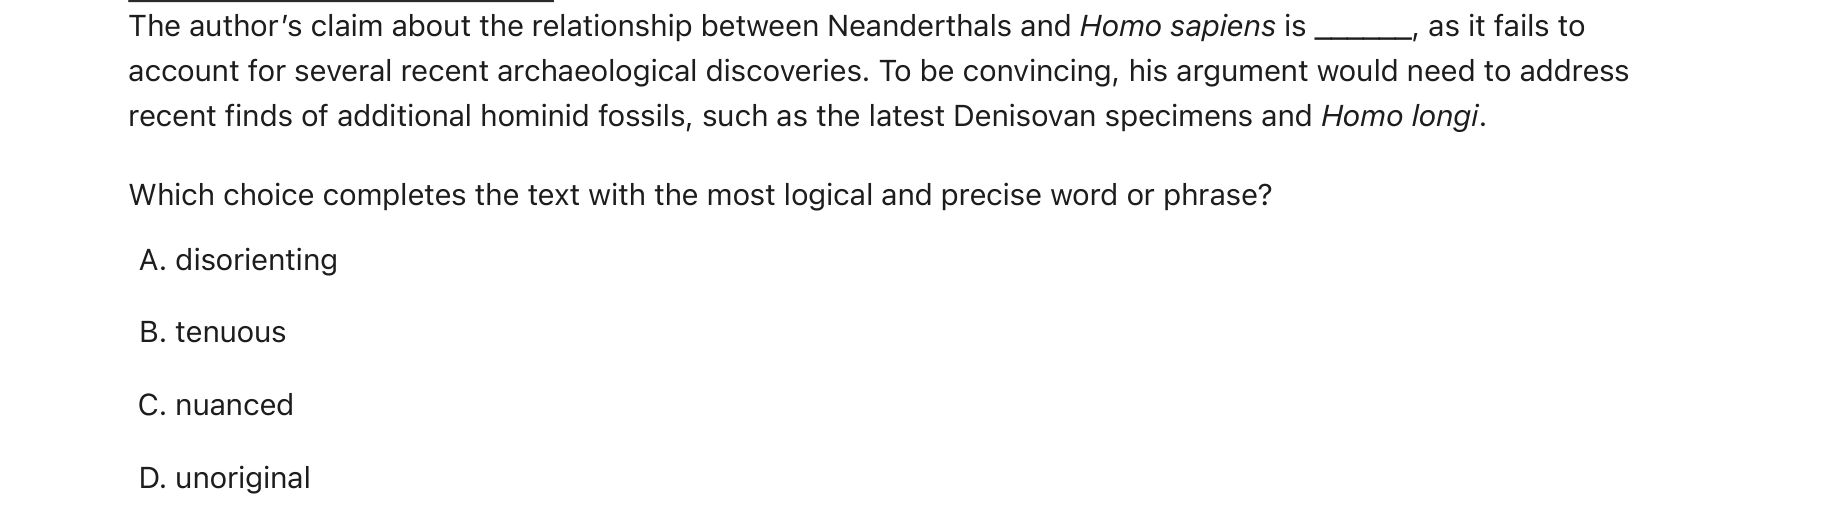 The author’s claim about the relationship between Neanderthals and Homo sapiens is ______, as it fails to
account for several recent archaeological discoveries. To be convincing, his argument would need to address
recent finds of additional hominid fossils, such as the latest Denisovan specimens and Homo longi.
Which choice completes the text with the most logical and precise word or phrase?
A. disorienting
B. tenuous
C. nuanced
D. unoriginal